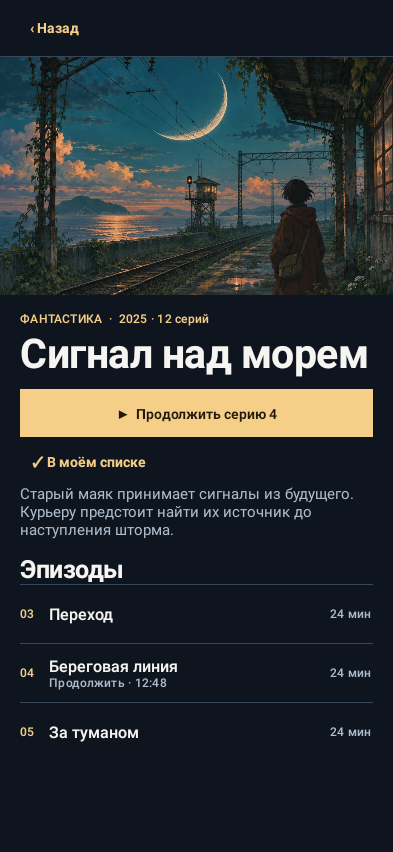 ‹ Назад
ФАНТАСТИКА · 2025 · 12 серий
Сигнал над морем
► Продолжить серию 4
✓ В моём списке
Старый маяк принимает сигналы из будущего.
Курьеру предстоит найти их источник до
наступления шторма.
Эпизоды
03 Переход 24 мин
04 Береговая линия 24 мин
Продолжить · 12:48
05 За туманом 24 мин